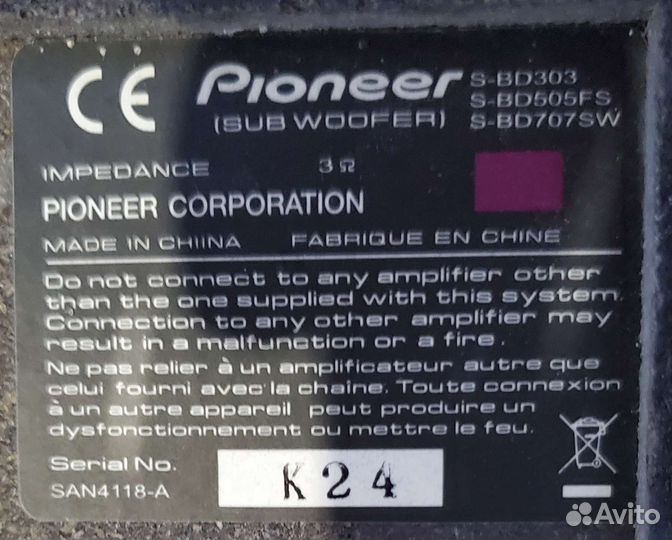 CE Pioneer S-BD303
S-BD505FS
(SUB WOOFER) S-BD707SW
IMPEDANCE 3Ω
PIONEER CORPORATION
MADE IN CHIINA FABRIQUE EN CHINE
Do not connect to any amplifier other
than the one supplied with this system.
Connection to any other amplifier may
result in a malfunction or a fire.
Ne pas relier à un amplificateur autre que
celui fourni avec la chaîne. Toute connexion
à un autre appareil peut produire un
dysfonctionnement ou mettre le feu.
Serial No. K24
SAN4118-A
Avito